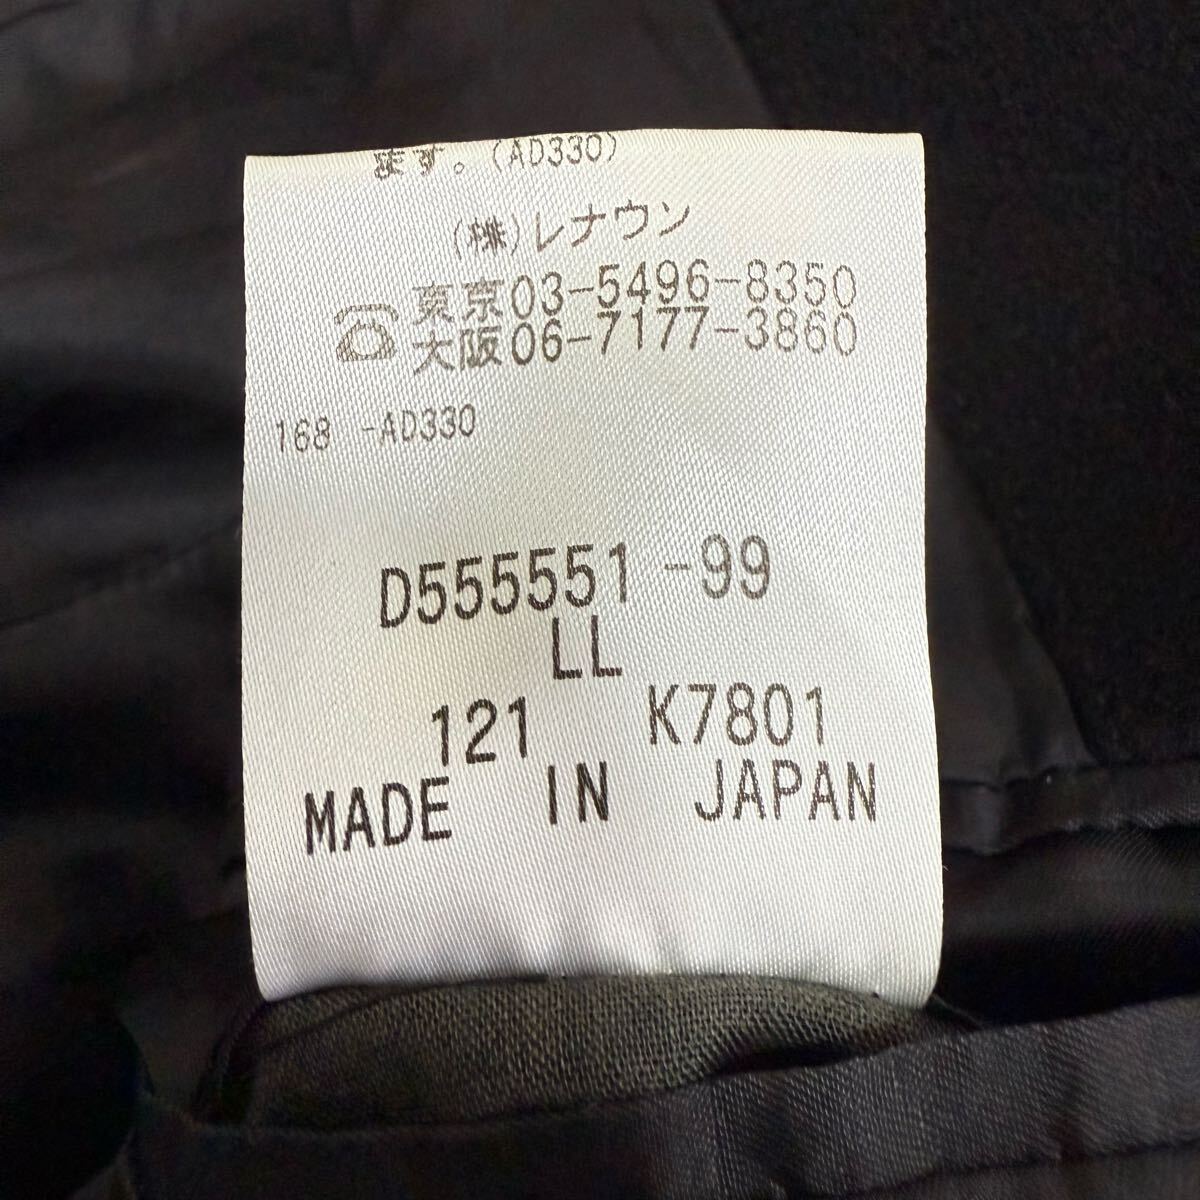 ます。(AD330)
(株)レナウン
東京03-5496-8350
大阪06-7177-3860
168 -AD330
D555551 -99
LL
121 K7801
MADE IN JAPAN